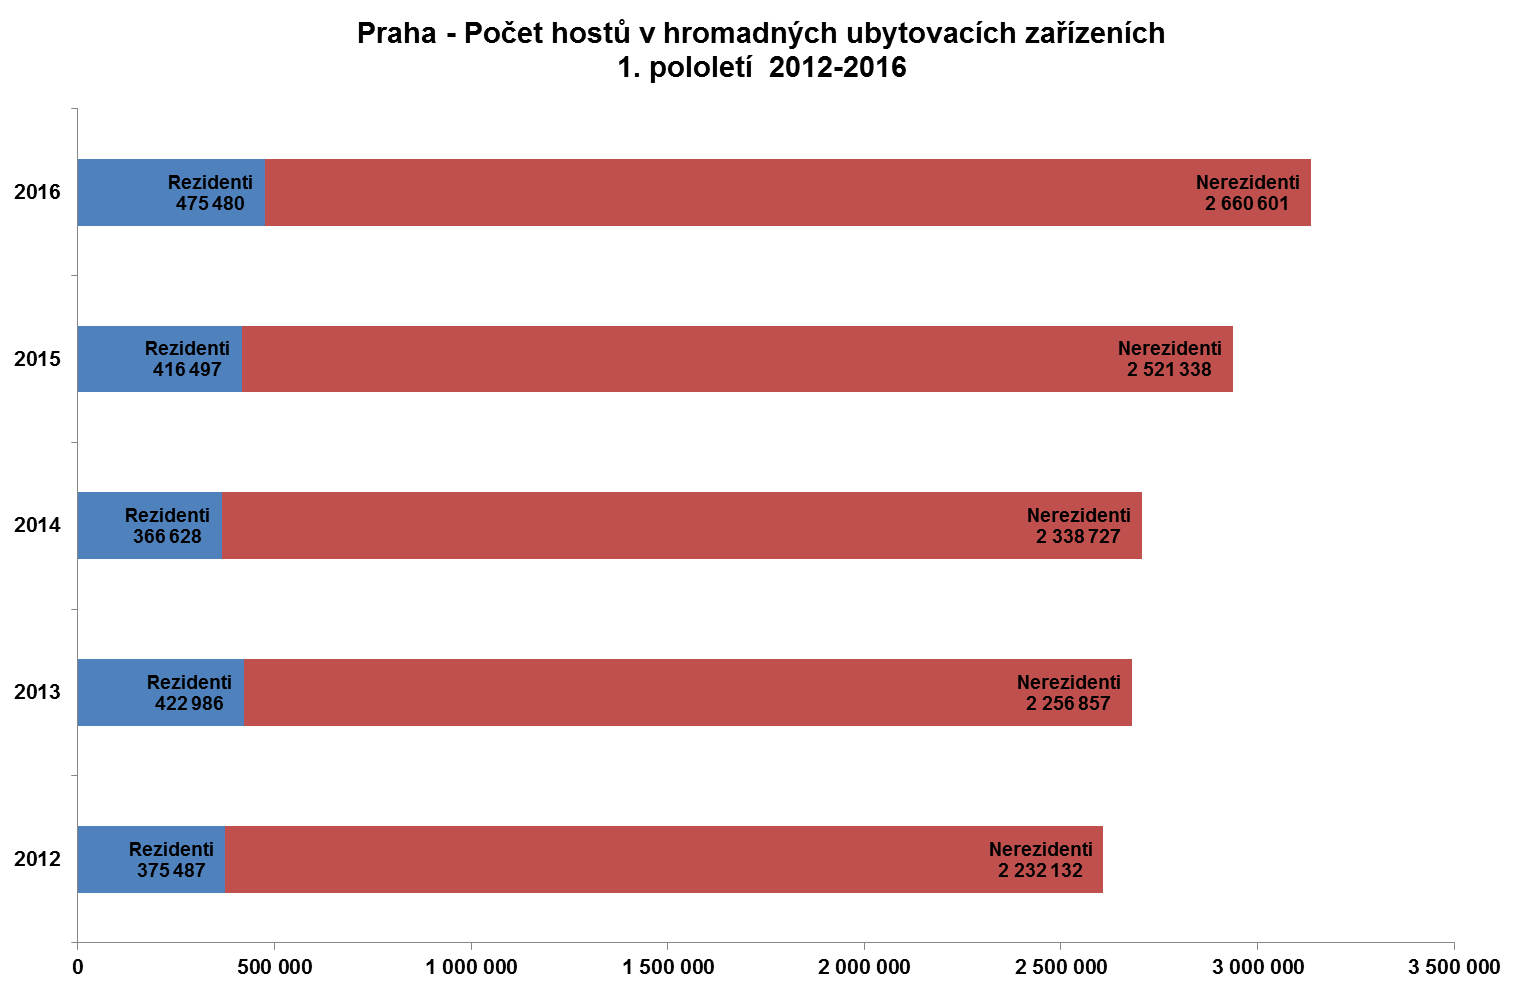 Praha - Počet hostů v hromadných ubytovacích zařízeních
1. pololetí  2012-2016
2016
Rezidenti
475 480
Nerezidenti
2 660 601
2015
Rezidenti
416 497
Nerezidenti
2 521 338
2014
Rezidenti
366 628
Nerezidenti
2 338 727
2013
Rezidenti
422 986
Nerezidenti
2 256 857
2012
Rezidenti
375 487
Nerezidenti
2 232 132
0 500 000 1 000 000 1 500 000 2 000 000 2 500 000 3 000 000 3 500 000